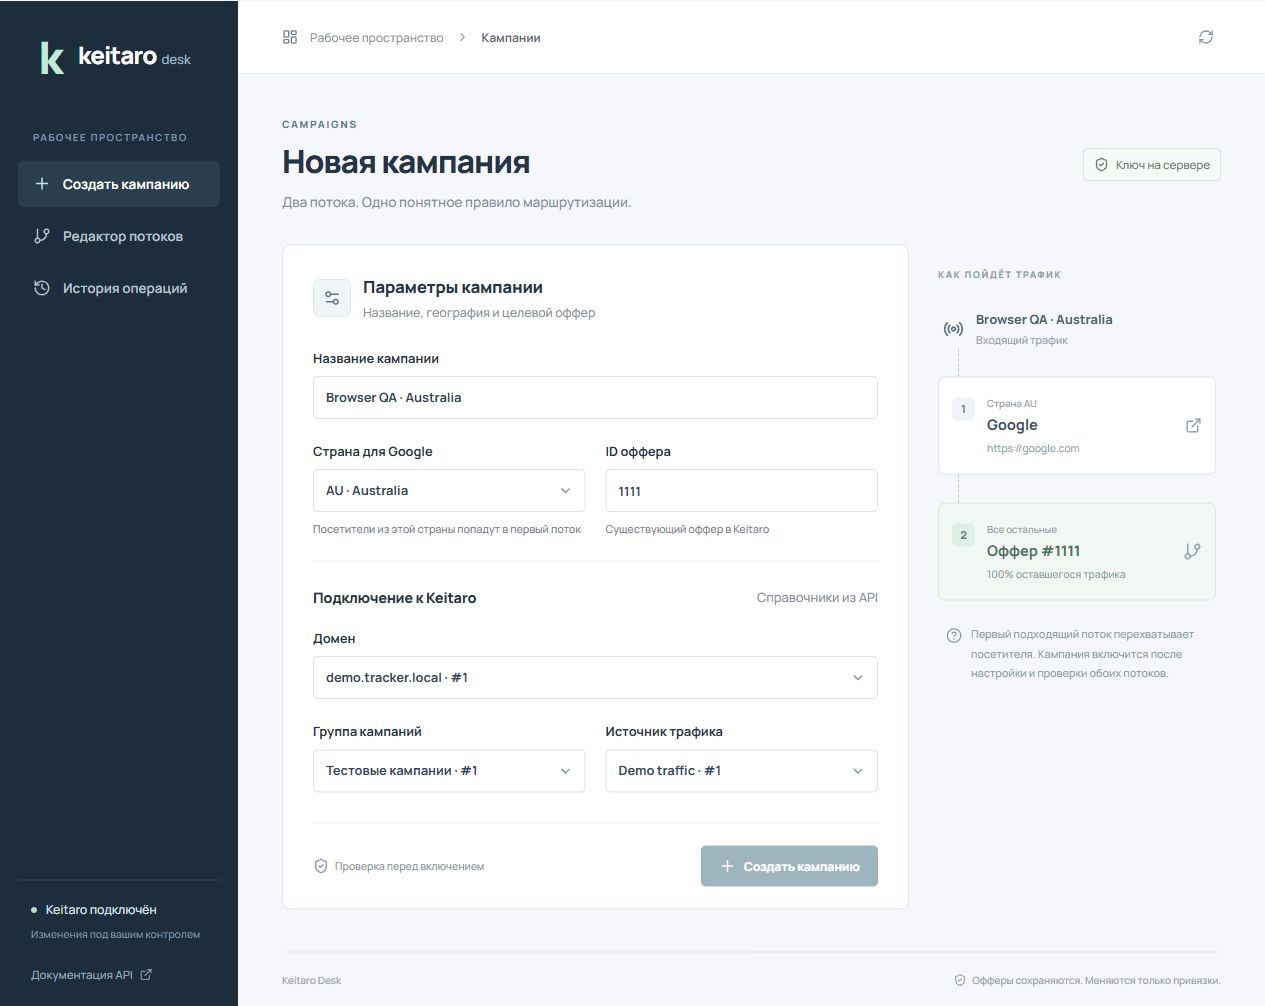 keitaro desk
РАБОЧЕЕ ПРОСТРАНСТВО
Создать кампанию
Редактор потоков
История операций
Keitaro подключён
Изменения под вашим контролем
Документация API
Рабочее пространство > Кампании
CAMPAIGNS
Новая кампания
Два потока. Одно понятное правило маршрутизации.
Ключ на сервере
Параметры кампании
Название, география и целевой оффер
Название кампании
Browser QA · Australia
Страна для Google
ID оффера
AU · Australia
1111
Посетители из этой страны попадут в первый поток
Существующий оффер в Keitaro
Подключение к Keitaro
Справочники из API
Домен
demo.tracker.local · #1
Группа кампаний
Источник трафика
Тестовые кампании · #1
Demo traffic · #1
Проверка перед включением
Создать кампанию
КАК ПОЙДЁТ ТРАФИК
Browser QA · Australia
Входящий трафик
1
Страна AU
Google
https://google.com
2
Все остальные
Оффер #1111
100% оставшегося трафика
Первый подходящий поток перехватывает
посетителя. Кампания включится после
настройки и проверки обоих потоков.
Keitaro Desk
Офферы сохраняются. Меняются только привязки.